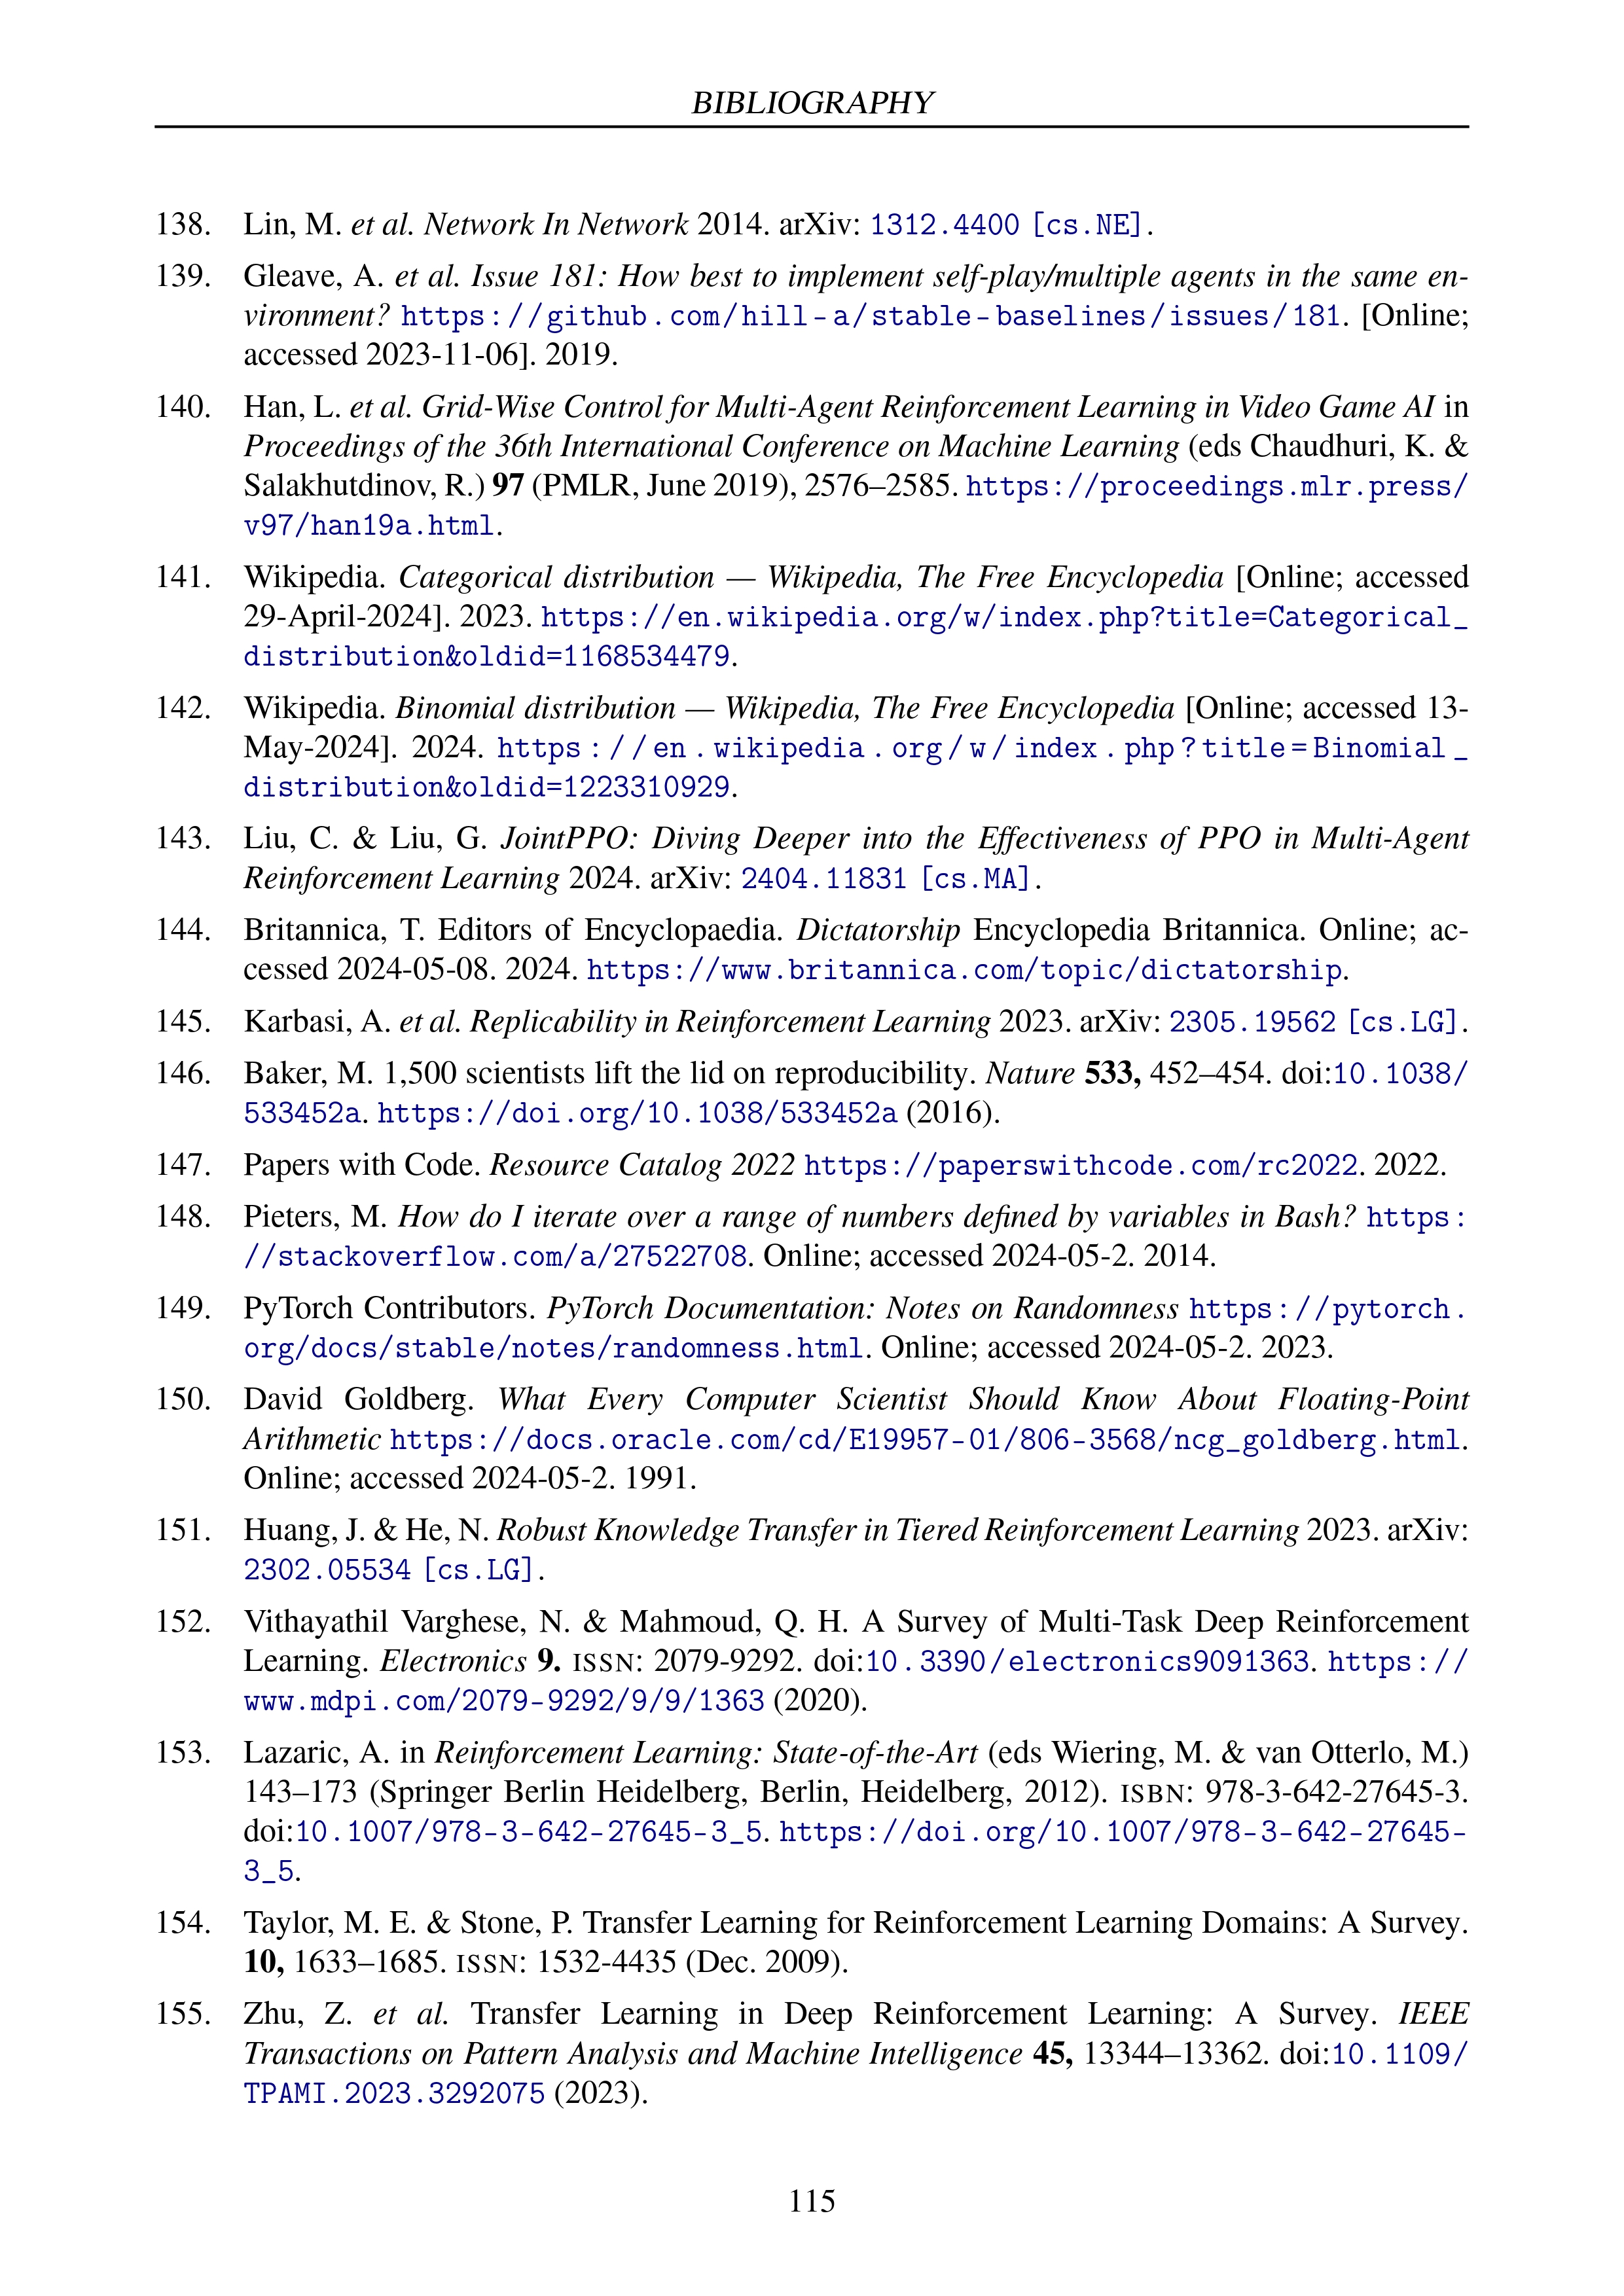 BIBLIOGRAPHY
138. Lin, M. et al. Network In Network 2014. arXiv: 1312.4400 [cs.NE].
139. Gleave, A. et al. Issue 181: How best to implement self-play/multiple agents in the same en-
vironment? https://github.com/hill-a/stable-baselines/issues/181. [Online;
accessed 2023-11-06]. 2019.
140. Han, L. et al. Grid-Wise Control for Multi-Agent Reinforcement Learning in Video Game AI in
Proceedings of the 36th International Conference on Machine Learning (eds Chaudhuri, K. &
Salakhutdinov, R.) 97 (PMLR, June 2019), 2576–2585. https://proceedings.mlr.press/
v97/han19a.html.
141. Wikipedia. Categorical distribution — Wikipedia, The Free Encyclopedia [Online; accessed
29-April-2024]. 2023. https://en.wikipedia.org/w/index.php?title=Categorical_
distribution&oldid=1168534479.
142. Wikipedia. Binomial distribution — Wikipedia, The Free Encyclopedia [Online; accessed 13-
May-2024]. 2024. https://en.wikipedia.org/w/index.php?title=Binomial_
distribution&oldid=1223310929.
143. Liu, C. & Liu, G. JointPPO: Diving Deeper into the Effectiveness of PPO in Multi-Agent
Reinforcement Learning 2024. arXiv: 2404.11831 [cs.MA].
144. Britannica, T. Editors of Encyclopaedia. Dictatorship Encyclopedia Britannica. Online; ac-
cessed 2024-05-08. 2024. https://www.britannica.com/topic/dictatorship.
145. Karbasi, A. et al. Replicability in Reinforcement Learning 2023. arXiv: 2305.19562 [cs.LG].
146. Baker, M. 1,500 scientists lift the lid on reproducibility. Nature 533, 452–454. doi:10.1038/
533452a. https://doi.org/10.1038/533452a (2016).
147. Papers with Code. Resource Catalog 2022 https://paperswithcode.com/rc2022. 2022.
148. Pieters, M. How do I iterate over a range of numbers defined by variables in Bash? https:
//stackoverflow.com/a/27522708. Online; accessed 2024-05-2. 2014.
149. PyTorch Contributors. PyTorch Documentation: Notes on Randomness https://pytorch.
org/docs/stable/notes/randomness.html. Online; accessed 2024-05-2. 2023.
150. David Goldberg. What Every Computer Scientist Should Know About Floating-Point
Arithmetic https://docs.oracle.com/cd/E19957-01/806-3568/ncg_goldberg.html.
Online; accessed 2024-05-2. 1991.
151. Huang, J. & He, N. Robust Knowledge Transfer in Tiered Reinforcement Learning 2023. arXiv:
2302.05534 [cs.LG].
152. Vithayathil Varghese, N. & Mahmoud, Q. H. A Survey of Multi-Task Deep Reinforcement
Learning. Electronics 9. ISSN: 2079-9292. doi:10.3390/electronics9091363. https://
www.mdpi.com/2079-9292/9/9/1363 (2020).
153. Lazaric, A. in Reinforcement Learning: State-of-the-Art (eds Wiering, M. & van Otterlo, M.)
143–173 (Springer Berlin Heidelberg, Berlin, Heidelberg, 2012). ISBN: 978-3-642-27645-3.
doi:10.1007/978-3-642-27645-3_5. https://doi.org/10.1007/978-3-642-27645-
3_5.
154. Taylor, M. E. & Stone, P. Transfer Learning for Reinforcement Learning Domains: A Survey.
10, 1633–1685. ISSN: 1532-4435 (Dec. 2009).
155. Zhu, Z. et al. Transfer Learning in Deep Reinforcement Learning: A Survey. IEEE
Transactions on Pattern Analysis and Machine Intelligence 45, 13344–13362. doi:10.1109/
TPAMI.2023.3292075 (2023).
115